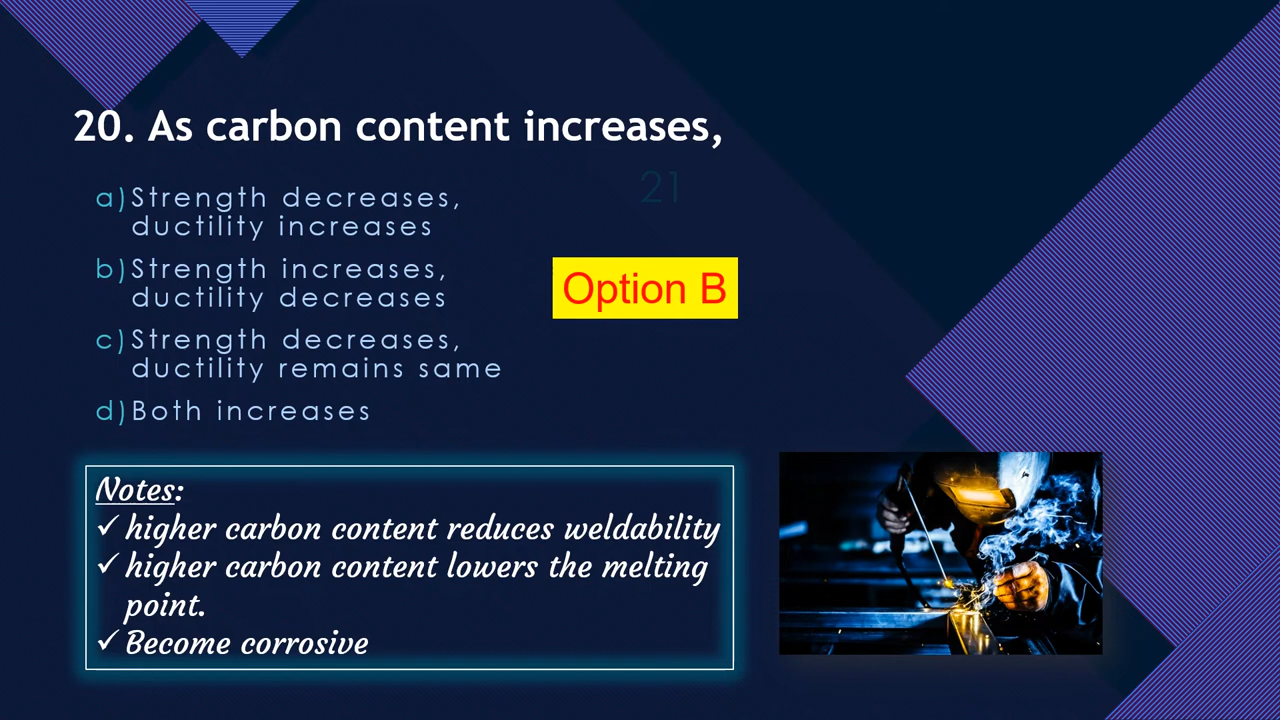 20. As carbon content increases,
21
a) Strength decreases,
ductility increases
b) Strength increases,
ductility decreases
Option B
c) Strength decreases,
ductility remains same
d) Both increases
Notes:
✓ higher carbon content reduces weldability
✓ higher carbon content lowers the melting
point.
✓ Become corrosive